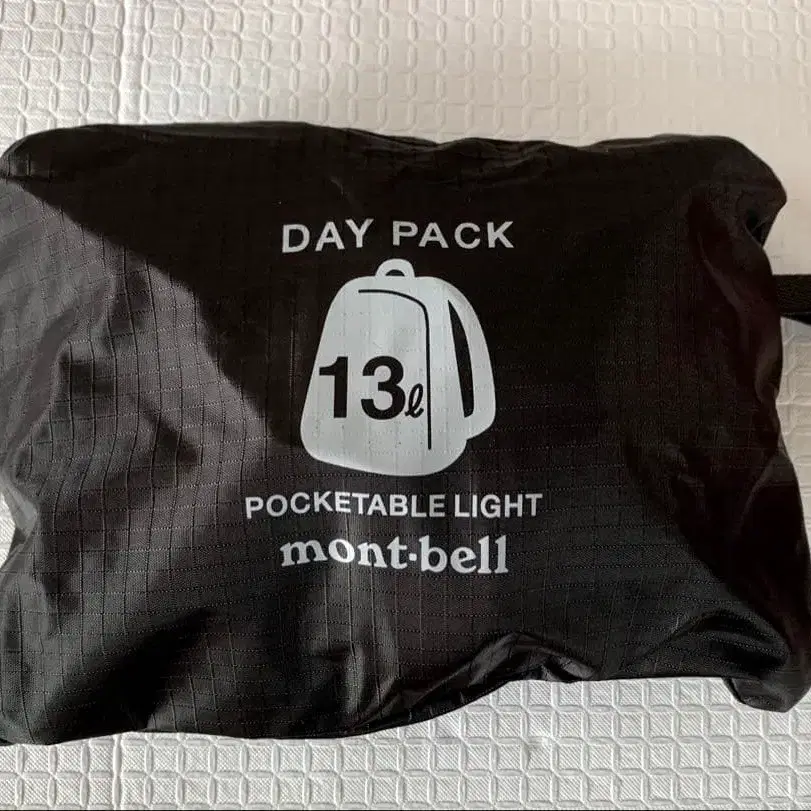 DAY PACK
13ℓ
POCKETABLE LIGHT
mont-bell